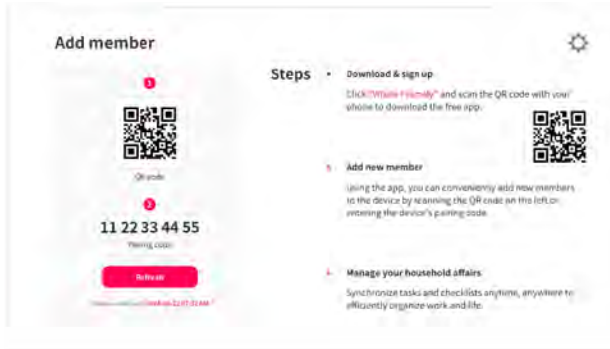 Add member
1
QR code
2
11 22 33 44 55
Pairing code
Refresh
Steps
Download & sign up
Click "Whole Friendly" and scan the QR code with your
phone to download the free app.
Add new member
Using the app, you can conveniently add new members
to the device by scanning the QR code on the left or
entering the device's pairing code.
Manage your household affairs
Synchronize tasks and checklists anytime, anywhere to
efficiently organize work and life.